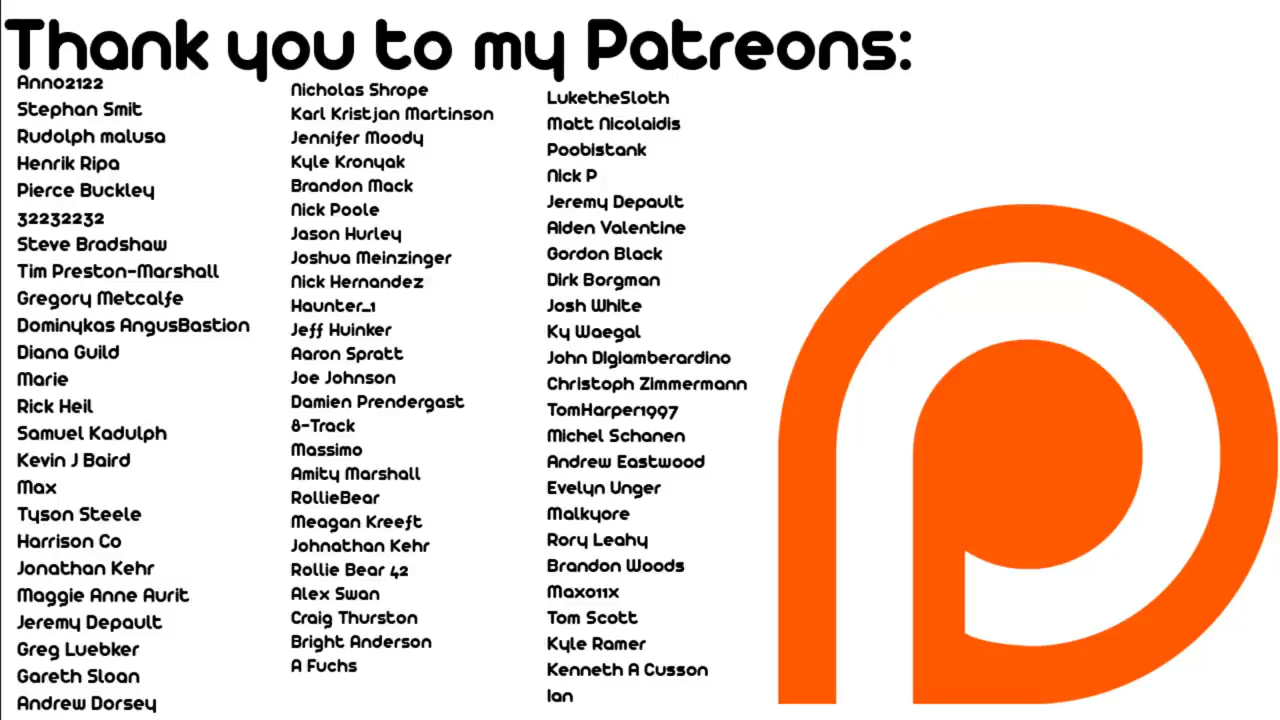 Thank you to my Patreons:
Anno2122
Stephan Smit
Rudolph malusa
Henrik Ripa
Pierce Buckley
32232232
Steve Bradshaw
Tim Preston-Marshall
Gregory Metcalfe
Dominykas AngusBastion
Diana Guild
Marie
Rick Heil
Samuel Kadulph
Kevin J Baird
Max
Tyson Steele
Harrison Co
Jonathan Kehr
Maggie Anne Aurit
Jeremy Depault
Greg Luebker
Gareth Sloan
Andrew Dorsey
Nicholas Shrope
Karl Kristjan Martinson
Jennifer Moody
Kyle Kronyak
Brandon Mack
Nick Poole
Jason Hurley
Joshua Meinzinger
Nick Hernandez
Haunter_1
Jeff Huinker
Aaron Spratt
Joe Johnson
Damien Prendergast
8-Track
Massimo
Amity Marshall
RollieBear
Meagan Kreeft
Johnathan Kehr
Rollie Bear 42
Alex Swan
Craig Thurston
Bright Anderson
A Fuchs
LuketheSloth
Matt Nicolaidis
Poobistank
Nick P
Jeremy Depault
Aiden Valentine
Gordon Black
Dirk Borgman
Josh White
Ky Waegal
John DIgiamberardino
Christoph Zimmermann
TomHarper1997
Michel Schanen
Andrew Eastwood
Evelyn Unger
Malkyore
Rory Leahy
Brandon Woods
Max011x
Tom Scott
Kyle Ramer
Kenneth A Cusson
Ian